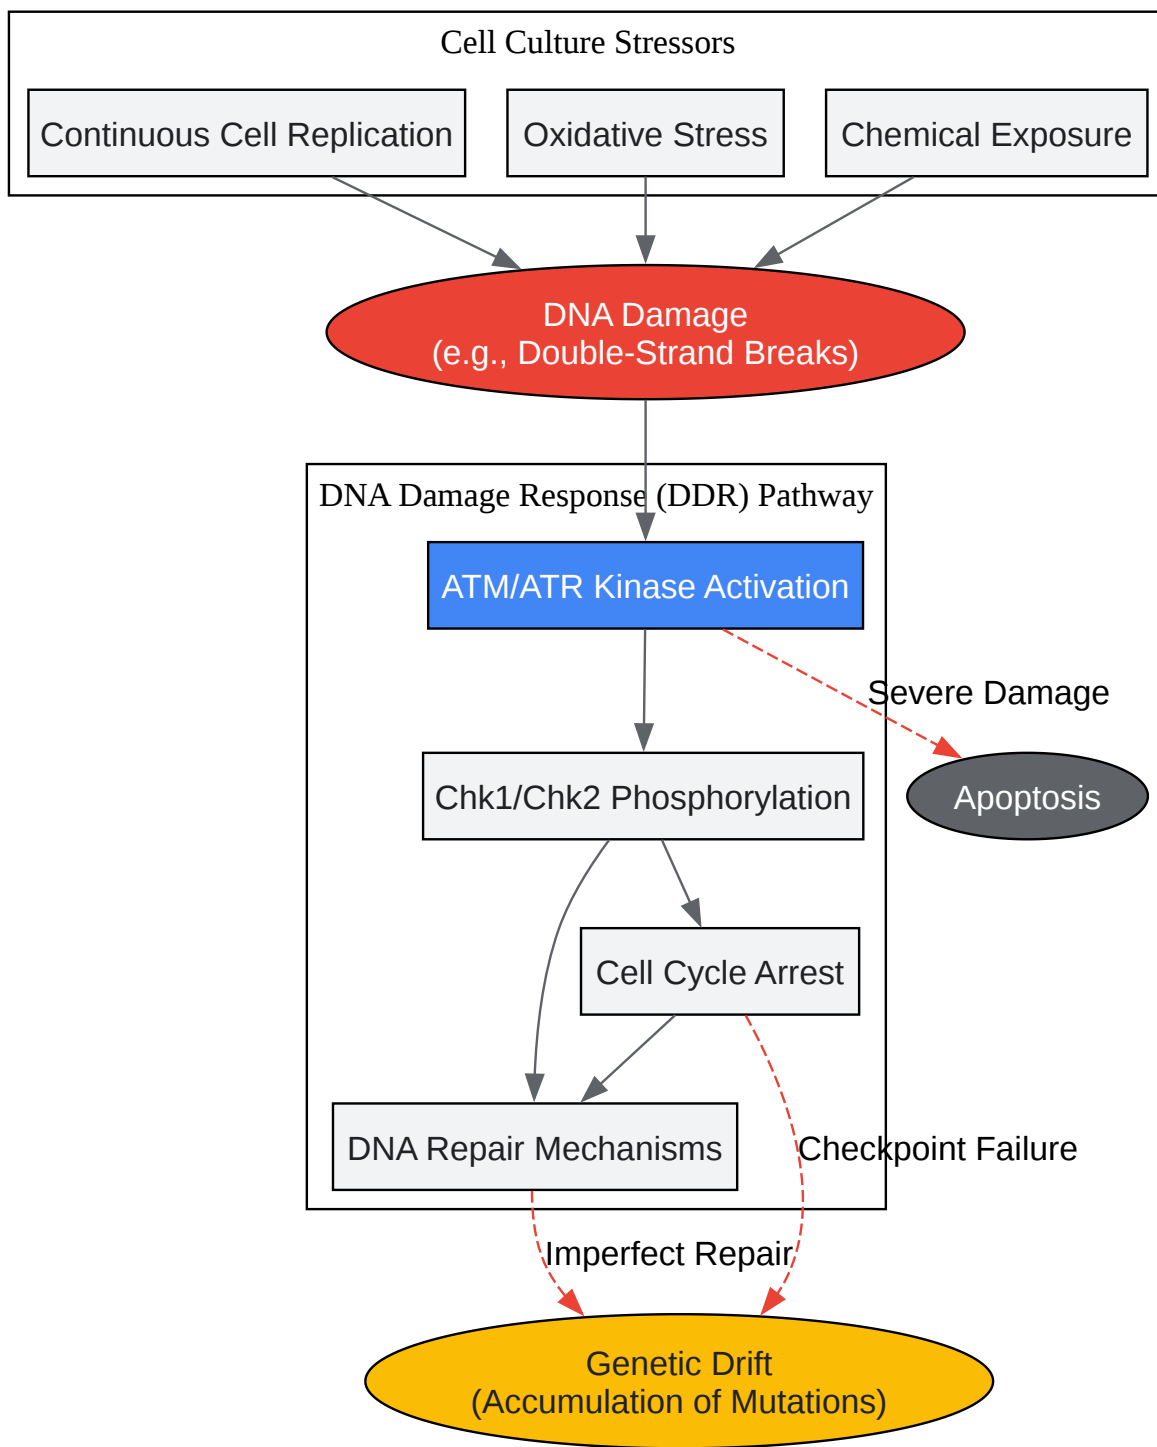 Cell Culture Stressors
Continuous Cell Replication
Oxidative Stress
Chemical Exposure
DNA Damage
(e.g., Double-Strand Breaks)
DNA Damage Response (DDR) Pathway
ATM/ATR Kinase Activation
Severe Damage
Chk1/Chk2 Phosphorylation
Apoptosis
Cell Cycle Arrest
DNA Repair Mechanisms
Checkpoint Failure
Imperfect Repair
Genetic Drift
(Accumulation of Mutations)